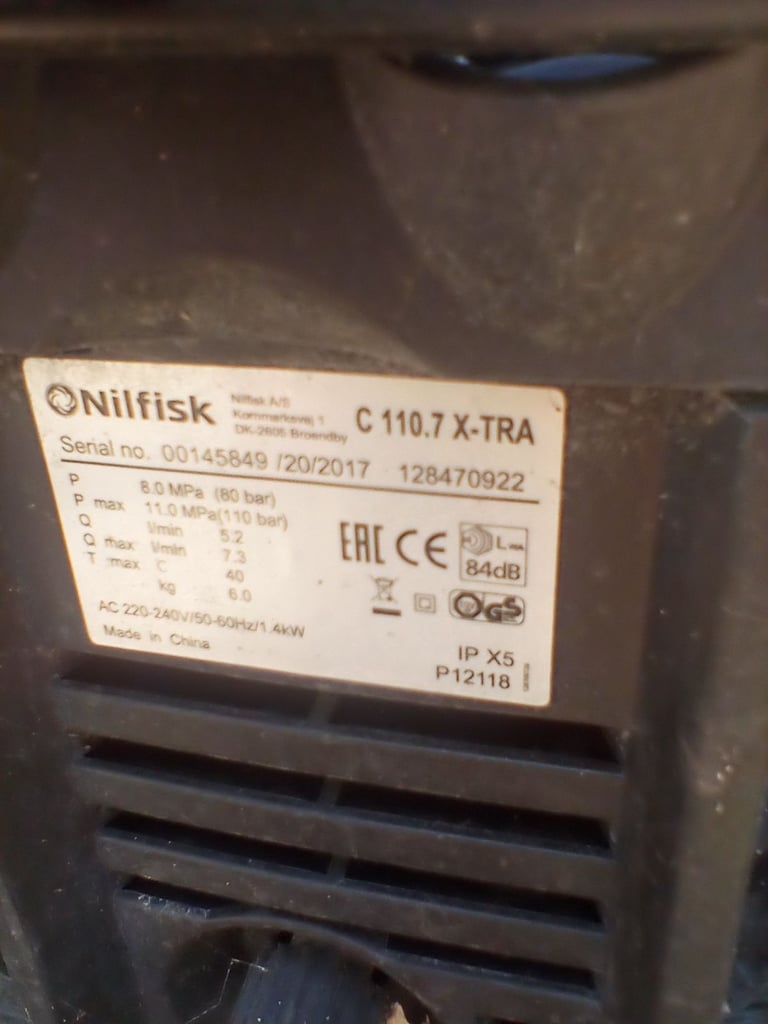 Nilfisk
Nilfisk A/S
Kornmarksvej 1
DK-2605 Broendby
C 110.7 X-TRA
Serial no. 00145849 /20/2017 128470922
P 8.0 MPa (80 bar)
P max 11.0 MPa(110 bar)
Q l/min 5.2
Q max l/min 7.3
T max °C 40
kg 6.0
AC 220-240V/50-60Hz/1.4kW
Made in China
EAC CE
84dB
GS
IP X5
P12118